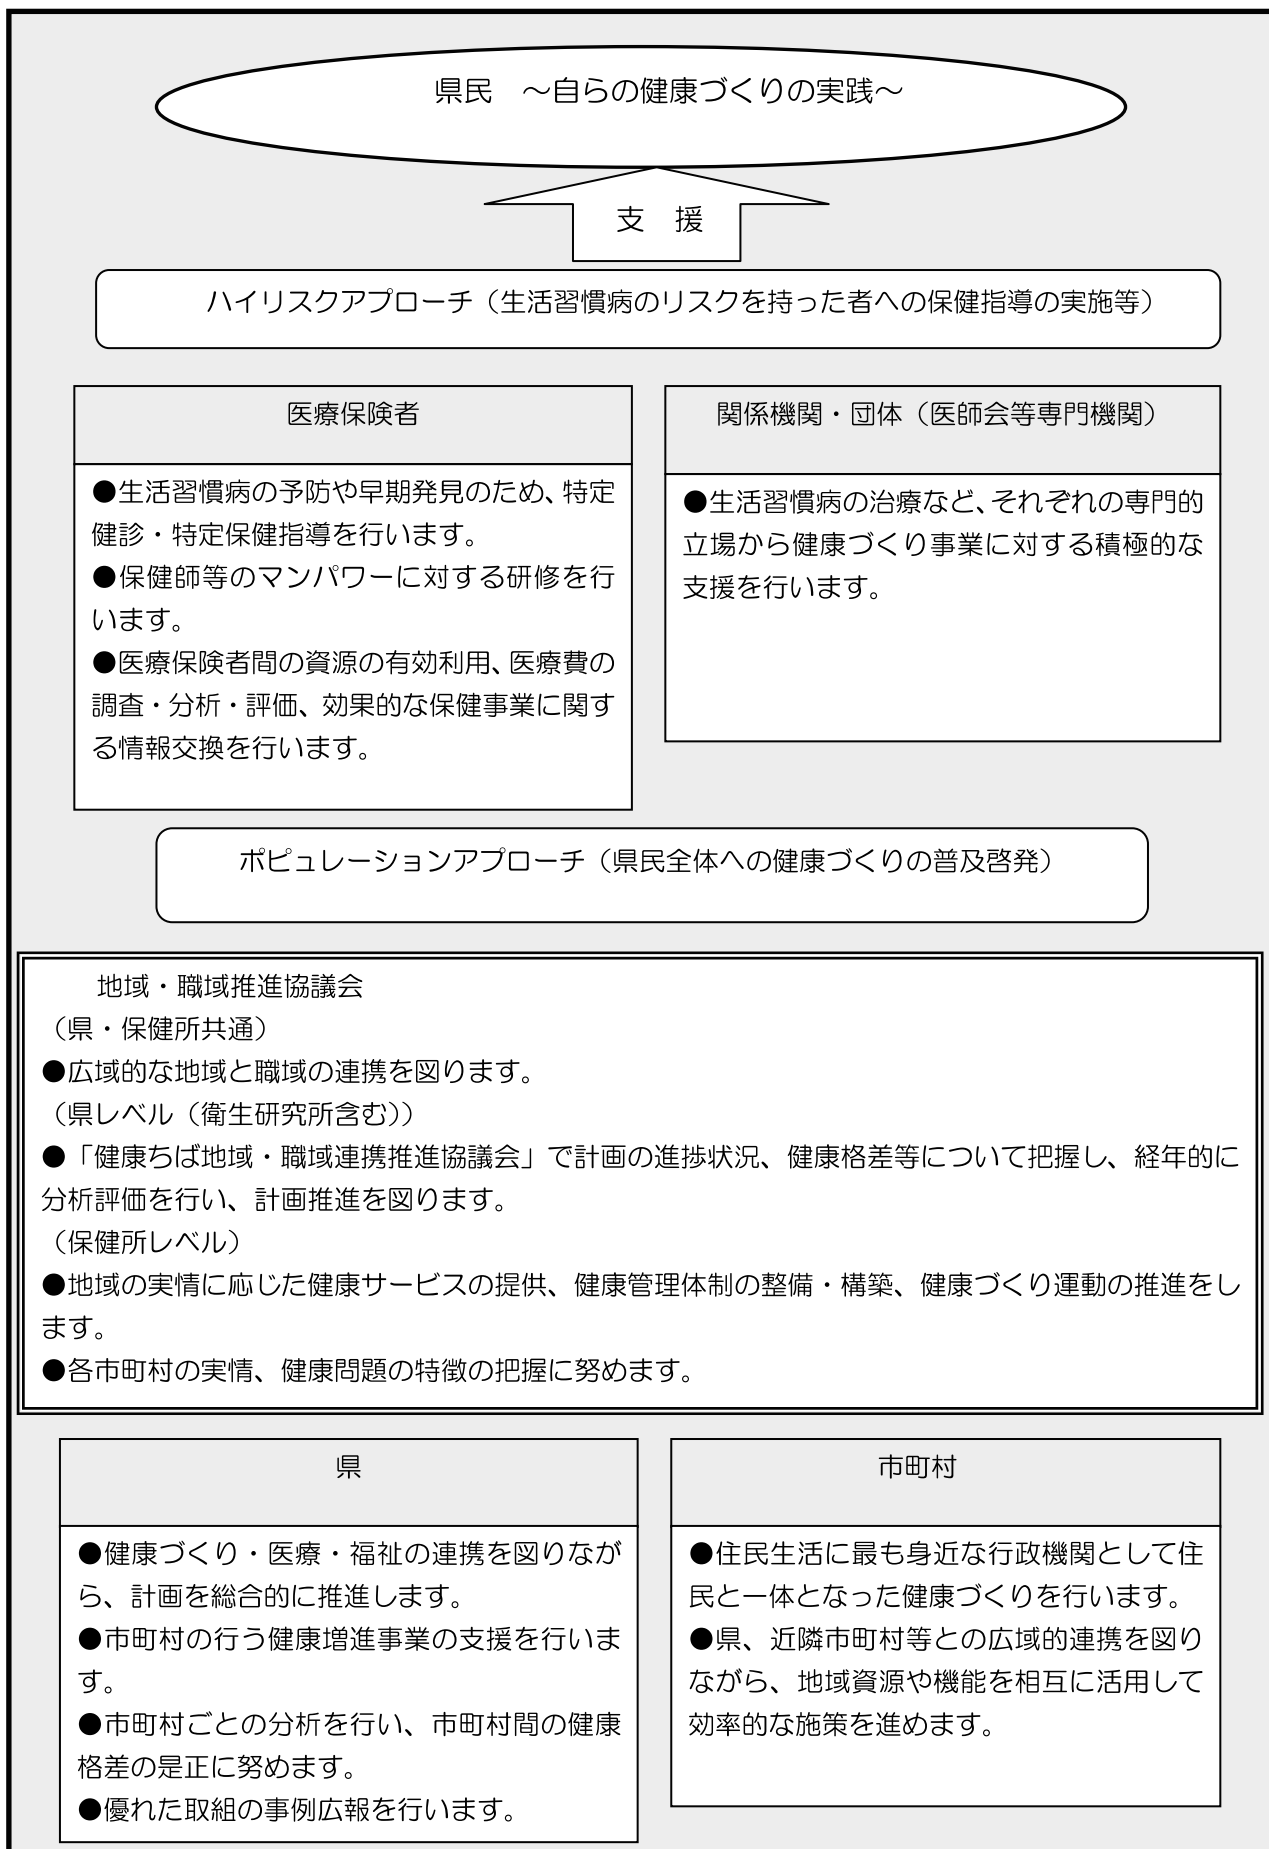 県民　～自らの健康づくりの実践～
支　援
ハイリスクアプローチ（生活習慣病のリスクを持った者への保健指導の実施等）
医療保険者
●生活習慣病の予防や早期発見のため、特定
健診・特定保健指導を行います。
●保健師等のマンパワーに対する研修を行
います。
●医療保険者間の資源の有効利用、医療費の
調査・分析・評価、効果的な保健事業に関す
る情報交換を行います。
関係機関・団体（医師会等専門機関）
●生活習慣病の治療など、それぞれの専門的
立場から健康づくり事業に対する積極的な
支援を行います。
ポピュレーションアプローチ（県民全体への健康づくりの普及啓発）
地域・職域推進協議会
（県・保健所共通）
●広域的な地域と職域の連携を図ります。
（県レベル（衛生研究所含む））
●「健康ちば地域・職域連携推進協議会」で計画の進捗状況、健康格差等について把握し、経年的に
分析評価を行い、計画推進を図ります。
（保健所レベル）
●地域の実情に応じた健康サービスの提供、健康管理体制の整備・構築、健康づくり運動の推進をし
ます。
●各市町村の実情、健康問題の特徴の把握に努めます。
県
●健康づくり・医療・福祉の連携を図りなが
ら、計画を総合的に推進します。
●市町村の行う健康増進事業の支援を行いま
す。
●市町村ごとの分析を行い、市町村間の健康
格差の是正に努めます。
●優れた取組の事例広報を行います。
市町村
●住民生活に最も身近な行政機関として住
民と一体となった健康づくりを行います。
●県、近隣市町村等との広域的連携を図り
ながら、地域資源や機能を相互に活用して
効率的な施策を進めます。